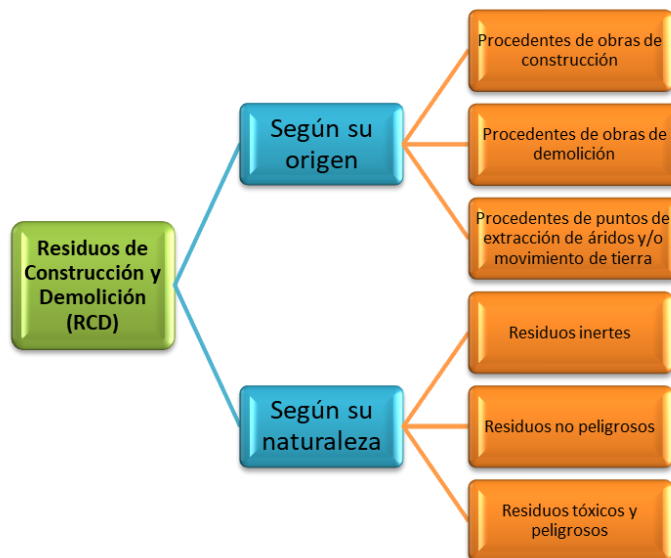 Residuos de
Construcción y
Demolición
(RCD)
Según su
origen
Procedentes de obras de
construcción
Procedentes de obras de
demolición
Procedentes de puntos de
extracción de áridos y/o
movimiento de tierra
Según su
naturaleza
Residuos inertes
Residuos no peligrosos
Residuos tóxicos y
peligrosos